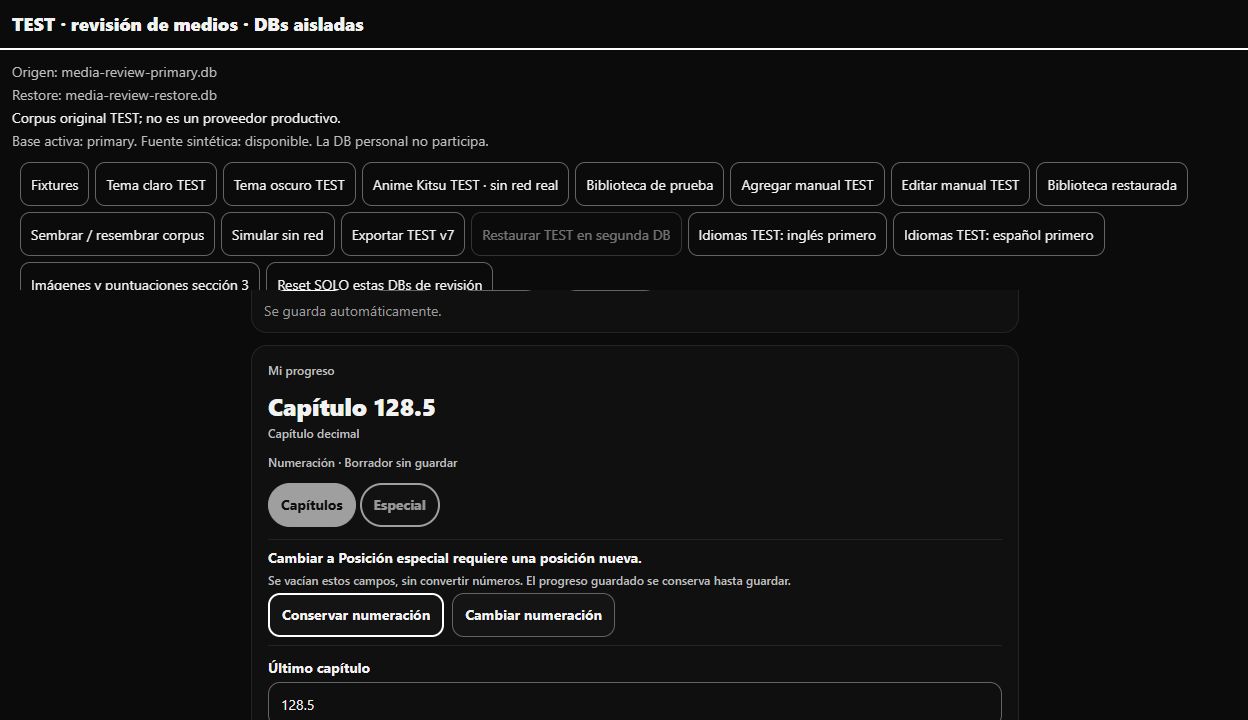 TEST · revisión de medios · DBs aisladas
Origen: media-review-primary.db
Restore: media-review-restore.db
Corpus original TEST; no es un proveedor productivo.
Base activa: primary. Fuente sintética: disponible. La DB personal no participa.
Fixtures Tema claro TEST Tema oscuro TEST Anime Kitsu TEST · sin red real Biblioteca de prueba Agregar manual TEST Editar manual TEST Biblioteca restaurada
Sembrar / resembrar corpus Simular sin red Exportar TEST v7 Restaurar TEST en segunda DB Idiomas TEST: inglés primero Idiomas TEST: español primero
Imágenes y puntuaciones sección 3 Reset SOLO estas DBs de revisión
Se guarda automáticamente.
Mi progreso
Capítulo 128.5
Capítulo decimal
Numeración · Borrador sin guardar
Capítulos Especial
Cambiar a Posición especial requiere una posición nueva.
Se vacían estos campos, sin convertir números. El progreso guardado se conserva hasta guardar.
Conservar numeración Cambiar numeración
Último capítulo
128.5